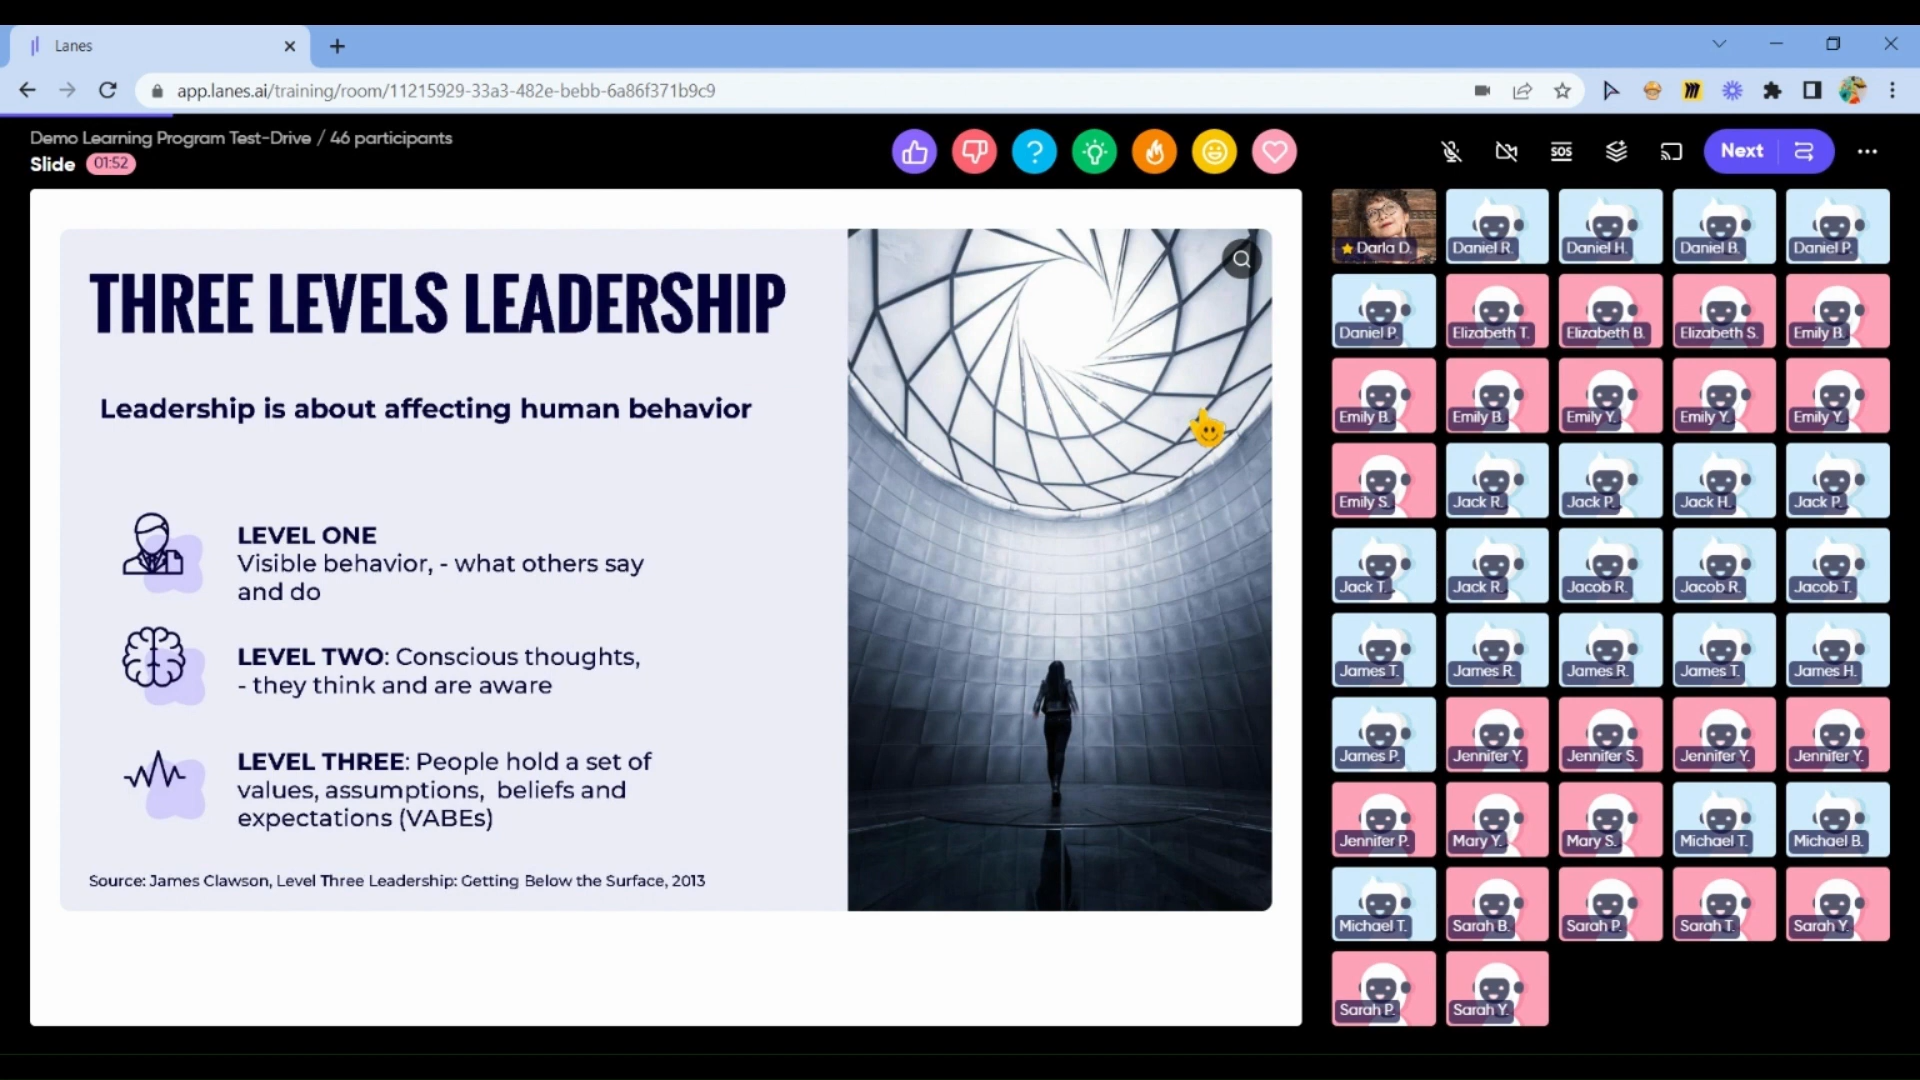 Lanes
app.lanes.ai/training/room/11215929-33a3-482e-bebb-6a86f371b9c9
Demo Learning Program Test-Drive / 46 participants
Slide 01:52
SOS
Next
THREE LEVELS LEADERSHIP
Leadership is about affecting human behavior
LEVEL ONE
Visible behavior, - what others say
and do
LEVEL TWO: Conscious thoughts,
- they think and are aware
LEVEL THREE: People hold a set of
values, assumptions, beliefs and
expectations (VABEs)
Source: James Clawson, Level Three Leadership: Getting Below the Surface, 2013
Darla D. Daniel R. Daniel H. Daniel B. Daniel P.
Daniel P. Elizabeth T. Elizabeth B. Elizabeth S. Emily B.
Emily B. Emily B. Emily Y. Emily Y. Emily Y.
Emily S. Jack R. Jack P. Jack H. Jack P.
Jack T. Jack R. Jacob R. Jacob R. Jacob T.
James T. James R. James R. James T. James H.
James P. Jennifer Y. Jennifer S. Jennifer Y. Jennifer Y.
Jennifer P. Mary Y. Mary S. Michael T. Michael B.
Michael T. Sarah B. Sarah P. Sarah T. Sarah Y.
Sarah P. Sarah Y.